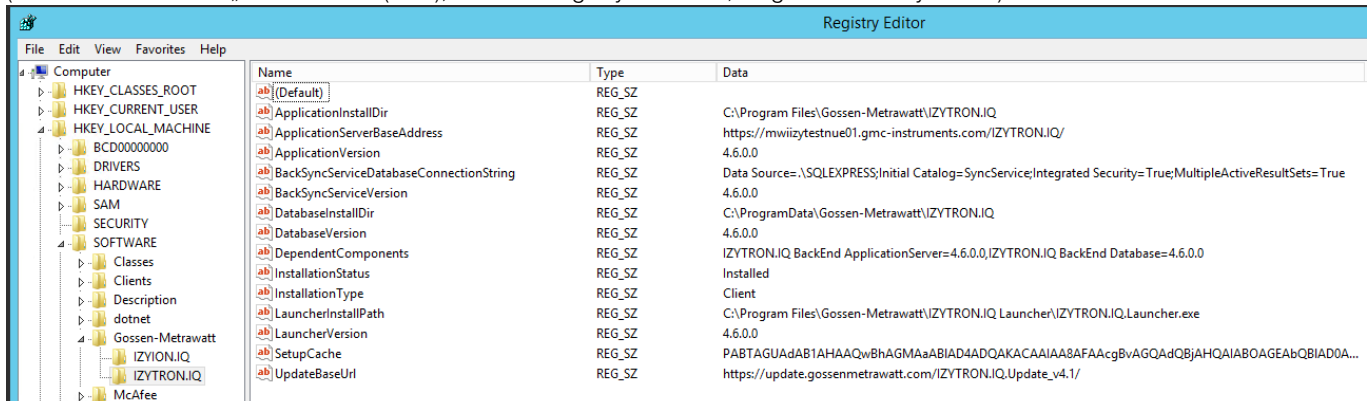 Registry Editor
File Edit View Favorites Help
Computer
HKEY_CLASSES_ROOT
HKEY_CURRENT_USER
HKEY_LOCAL_MACHINE
BCD00000000
DRIVERS
HARDWARE
SAM
SECURITY
SOFTWARE
Classes
Clients
Description
dotnet
Gossen-Metrawatt
IZYION.IQ
IZYTRON.IQ
McAfee
Name Type Data
(Default) REG_SZ
ApplicationInstallDir REG_SZ C:\Program Files\Gossen-Metrawatt\IZYTRON.IQ
ApplicationServerBaseAddress REG_SZ https://mwiizytestnue01.gmc-instruments.com/IZYTRON.IQ/
ApplicationVersion REG_SZ 4.6.0.0
BackSyncServiceDatabaseConnectionString REG_SZ Data Source=.\SQLEXPRESS;Initial Catalog=SyncService;Integrated Security=True;MultipleActiveResultSets=True
BackSyncServiceVersion REG_SZ 4.6.0.0
DatabaseInstallDir REG_SZ C:\ProgramData\Gossen-Metrawatt\IZYTRON.IQ
DatabaseVersion REG_SZ 4.6.0.0
DependentComponents REG_SZ IZYTRON.IQ BackEnd ApplicationServer=4.6.0.0,IZYTRON.IQ BackEnd Database=4.6.0.0
InstallationStatus REG_SZ Installed
InstallationType REG_SZ Client
LauncherInstallPath REG_SZ C:\Program Files\Gossen-Metrawatt\IZYTRON.IQ Launcher\IZYTRON.IQ.Launcher.exe
LauncherVersion REG_SZ 4.6.0.0
SetupCache REG_SZ PABTAGUAdAB1AHAAQwBhAGMAaABlAD4ADQAKACAAIAA8AFAAcgBvAGQAdQBjAHQAIABOAGEAbQBlAD0A...
UpdateBaseUrl REG_SZ https://update.gossenmetrawatt.com/IZYTRON.IQ.Update_v4.1/